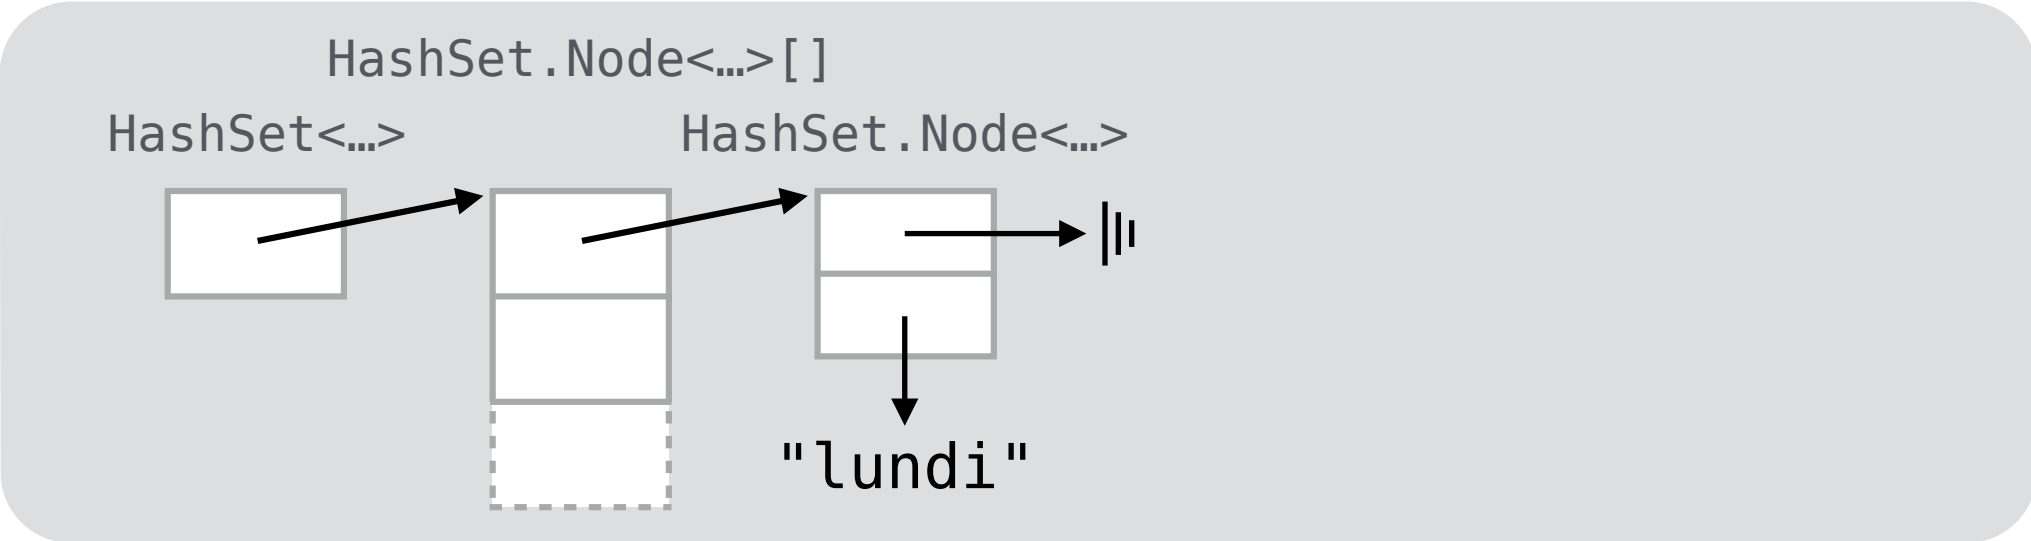 HashSet.Node<…>[]
HashSet<…>
HashSet.Node<…>
"lundi"